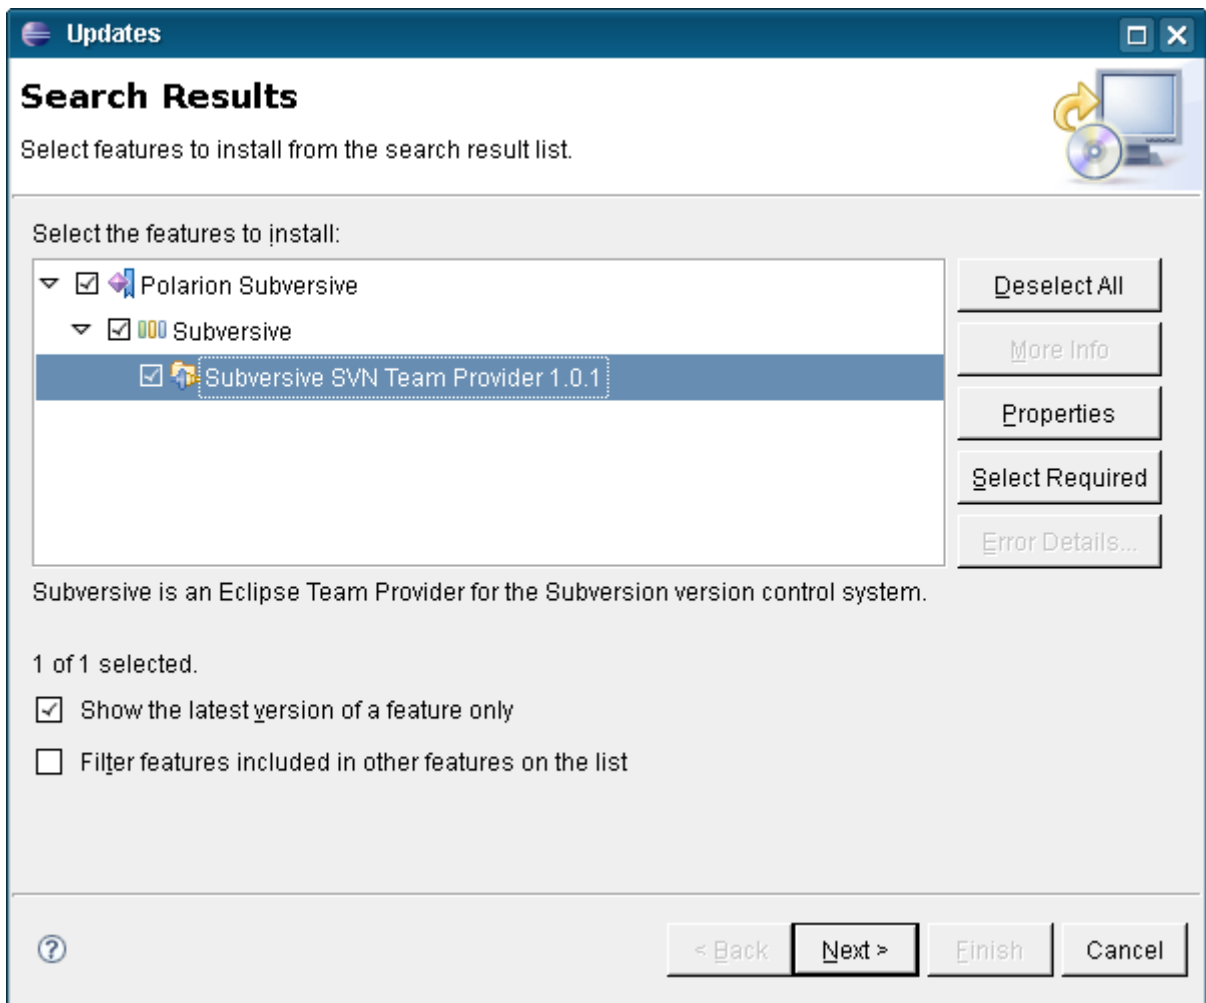 Updates
Search Results
Select features to install from the search result list.
Select the features to install:
Polarion Subversive
Subversive
Subversive SVN Team Provider 1.0.1
Deselect All
More Info
Properties
Select Required
Error Details...
Subversive is an Eclipse Team Provider for the Subversion version control system.
1 of 1 selected.
Show the latest version of a feature only
Filter features included in other features on the list
< Back
Next >
Finish
Cancel